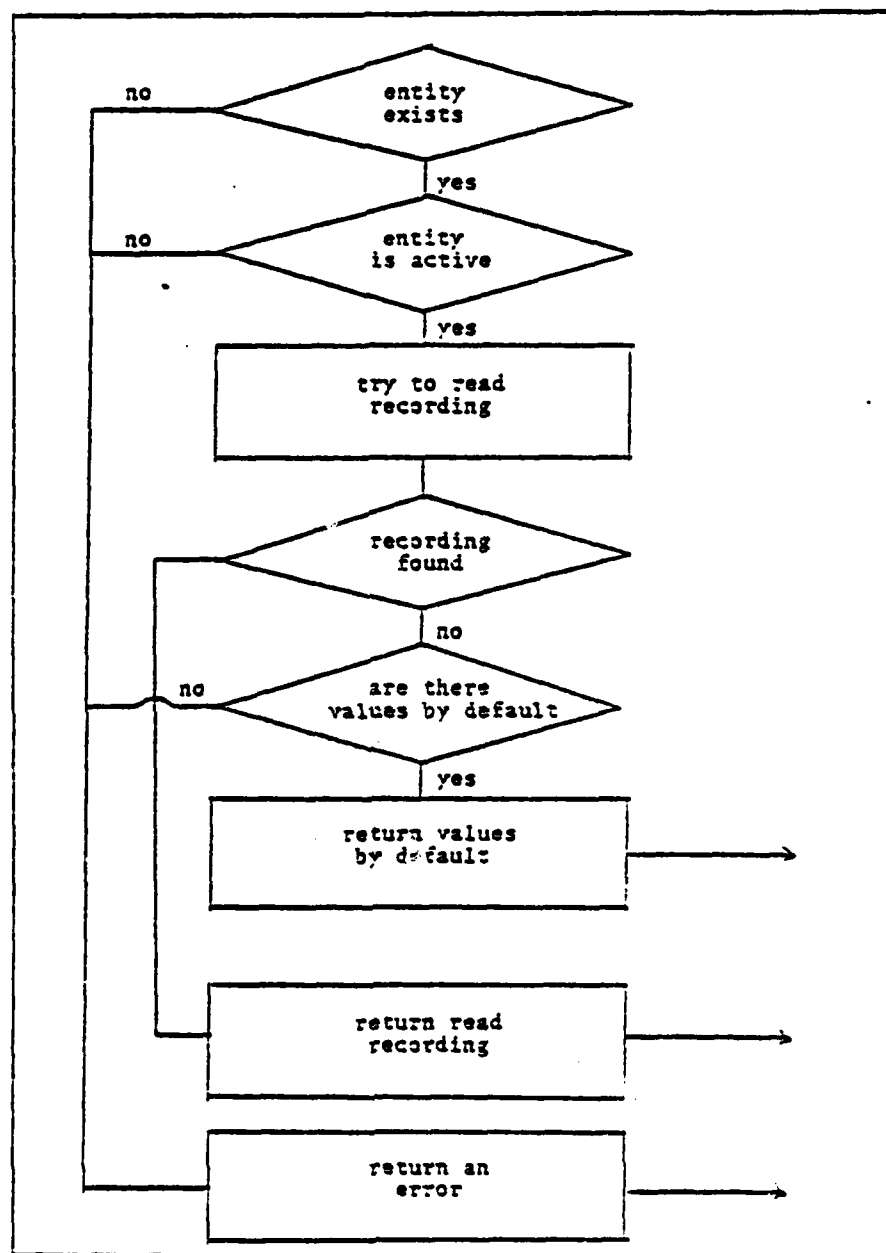 no
entity
exists
yes
no
entity
is active
yes
try to read
recording
recording
found
no
no
are there
values by default
yes
return values
by default
return read
recording
return an
error